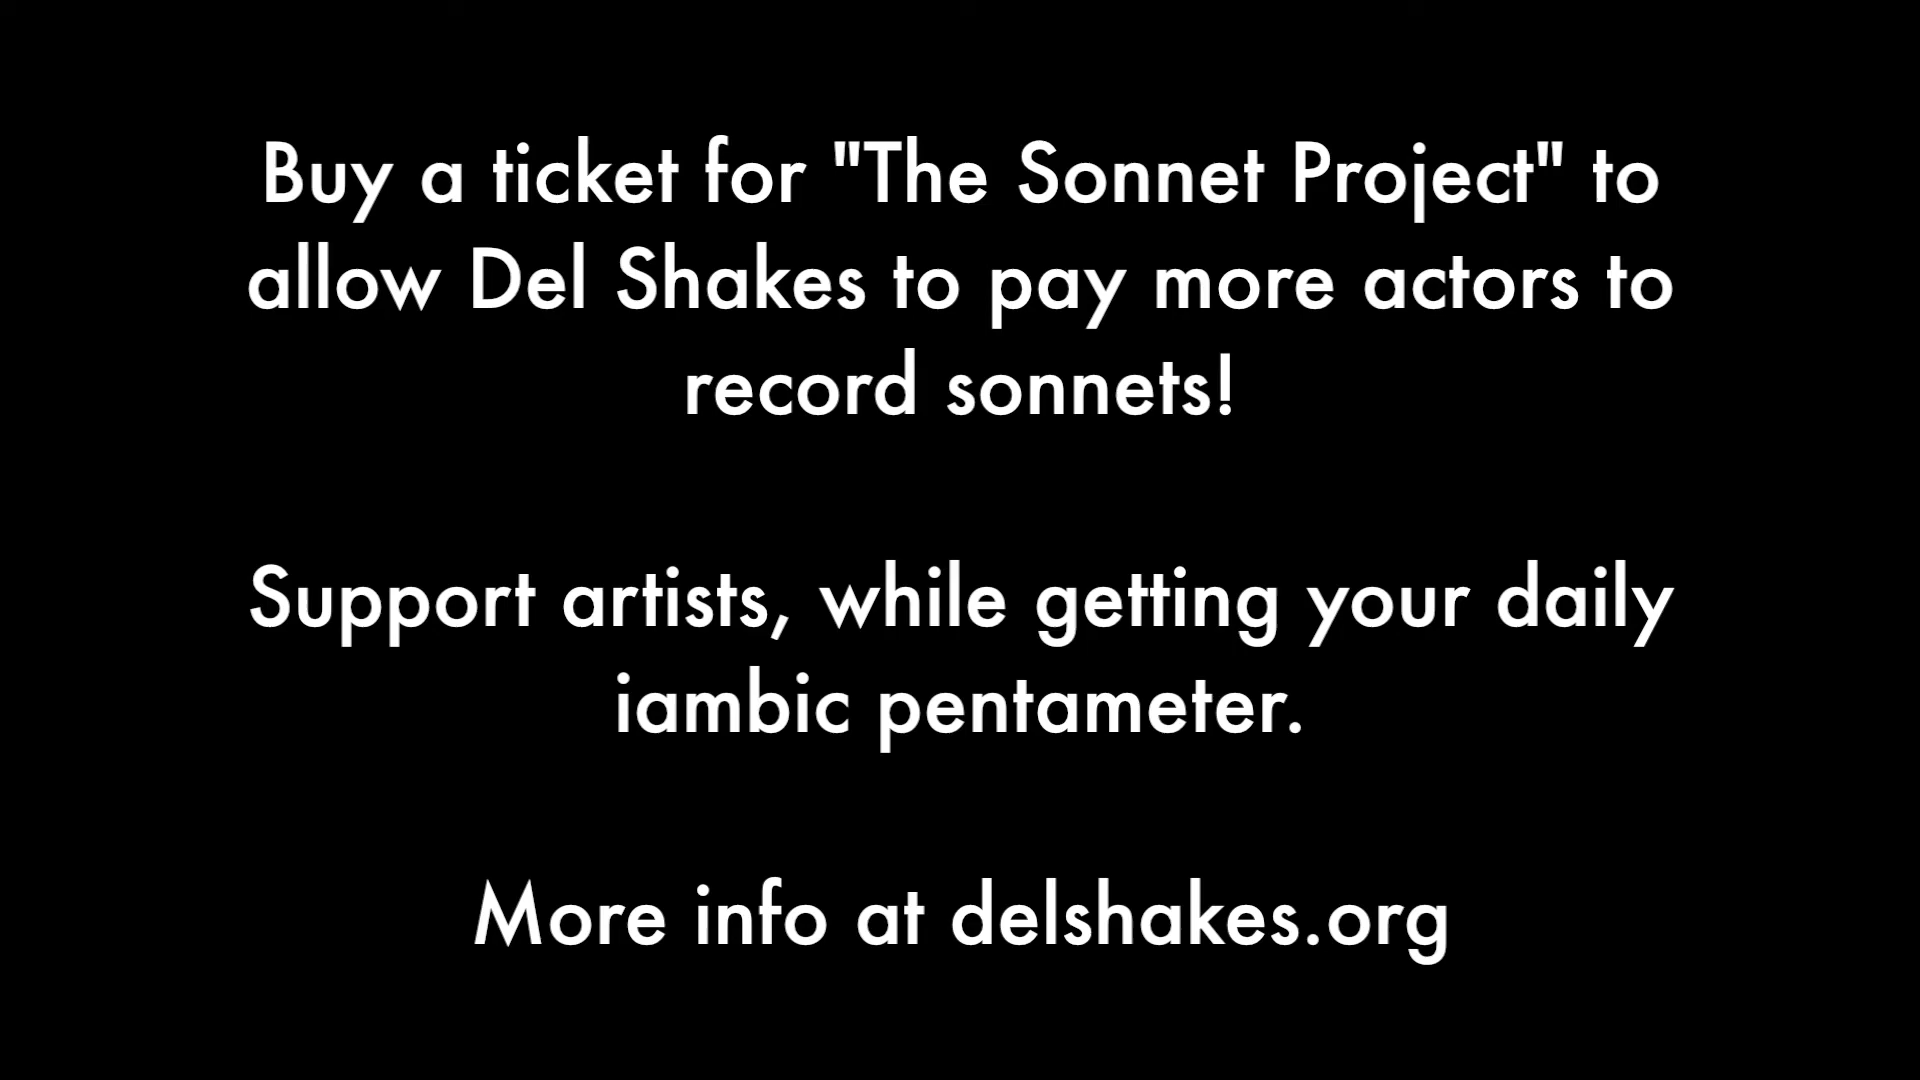 Buy a ticket for "The Sonnet Project" to
allow Del Shakes to pay more actors to
record sonnets!
Support artists, while getting your daily
iambic pentameter.
More info at delshakes.org